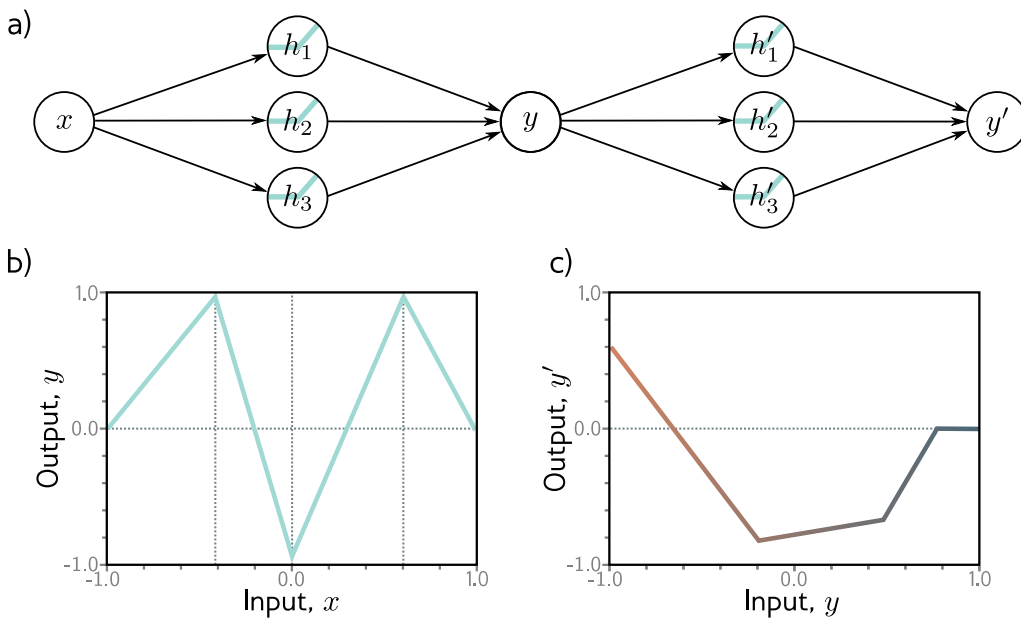 a)
x
h₁
h₂
h₃
y
h′₁
h′₂
h′₃
y′
b)
1.0
0.0
-1.0
Output, y
-1.0 0.0 1.0
Input, x
c)
1.0
0.0
-1.0
Output, y′
-1.0 0.0 1.0
Input, y